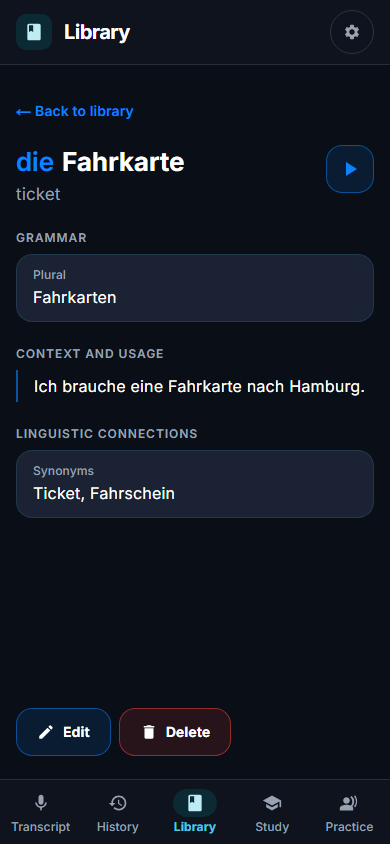 Library
← Back to library
die Fahrkarte
ticket
GRAMMAR
Plural
Fahrkarten
CONTEXT AND USAGE
Ich brauche eine Fahrkarte nach Hamburg.
LINGUISTIC CONNECTIONS
Synonyms
Ticket, Fahrschein
Edit
Delete
Transcript
History
Library
Study
Practice